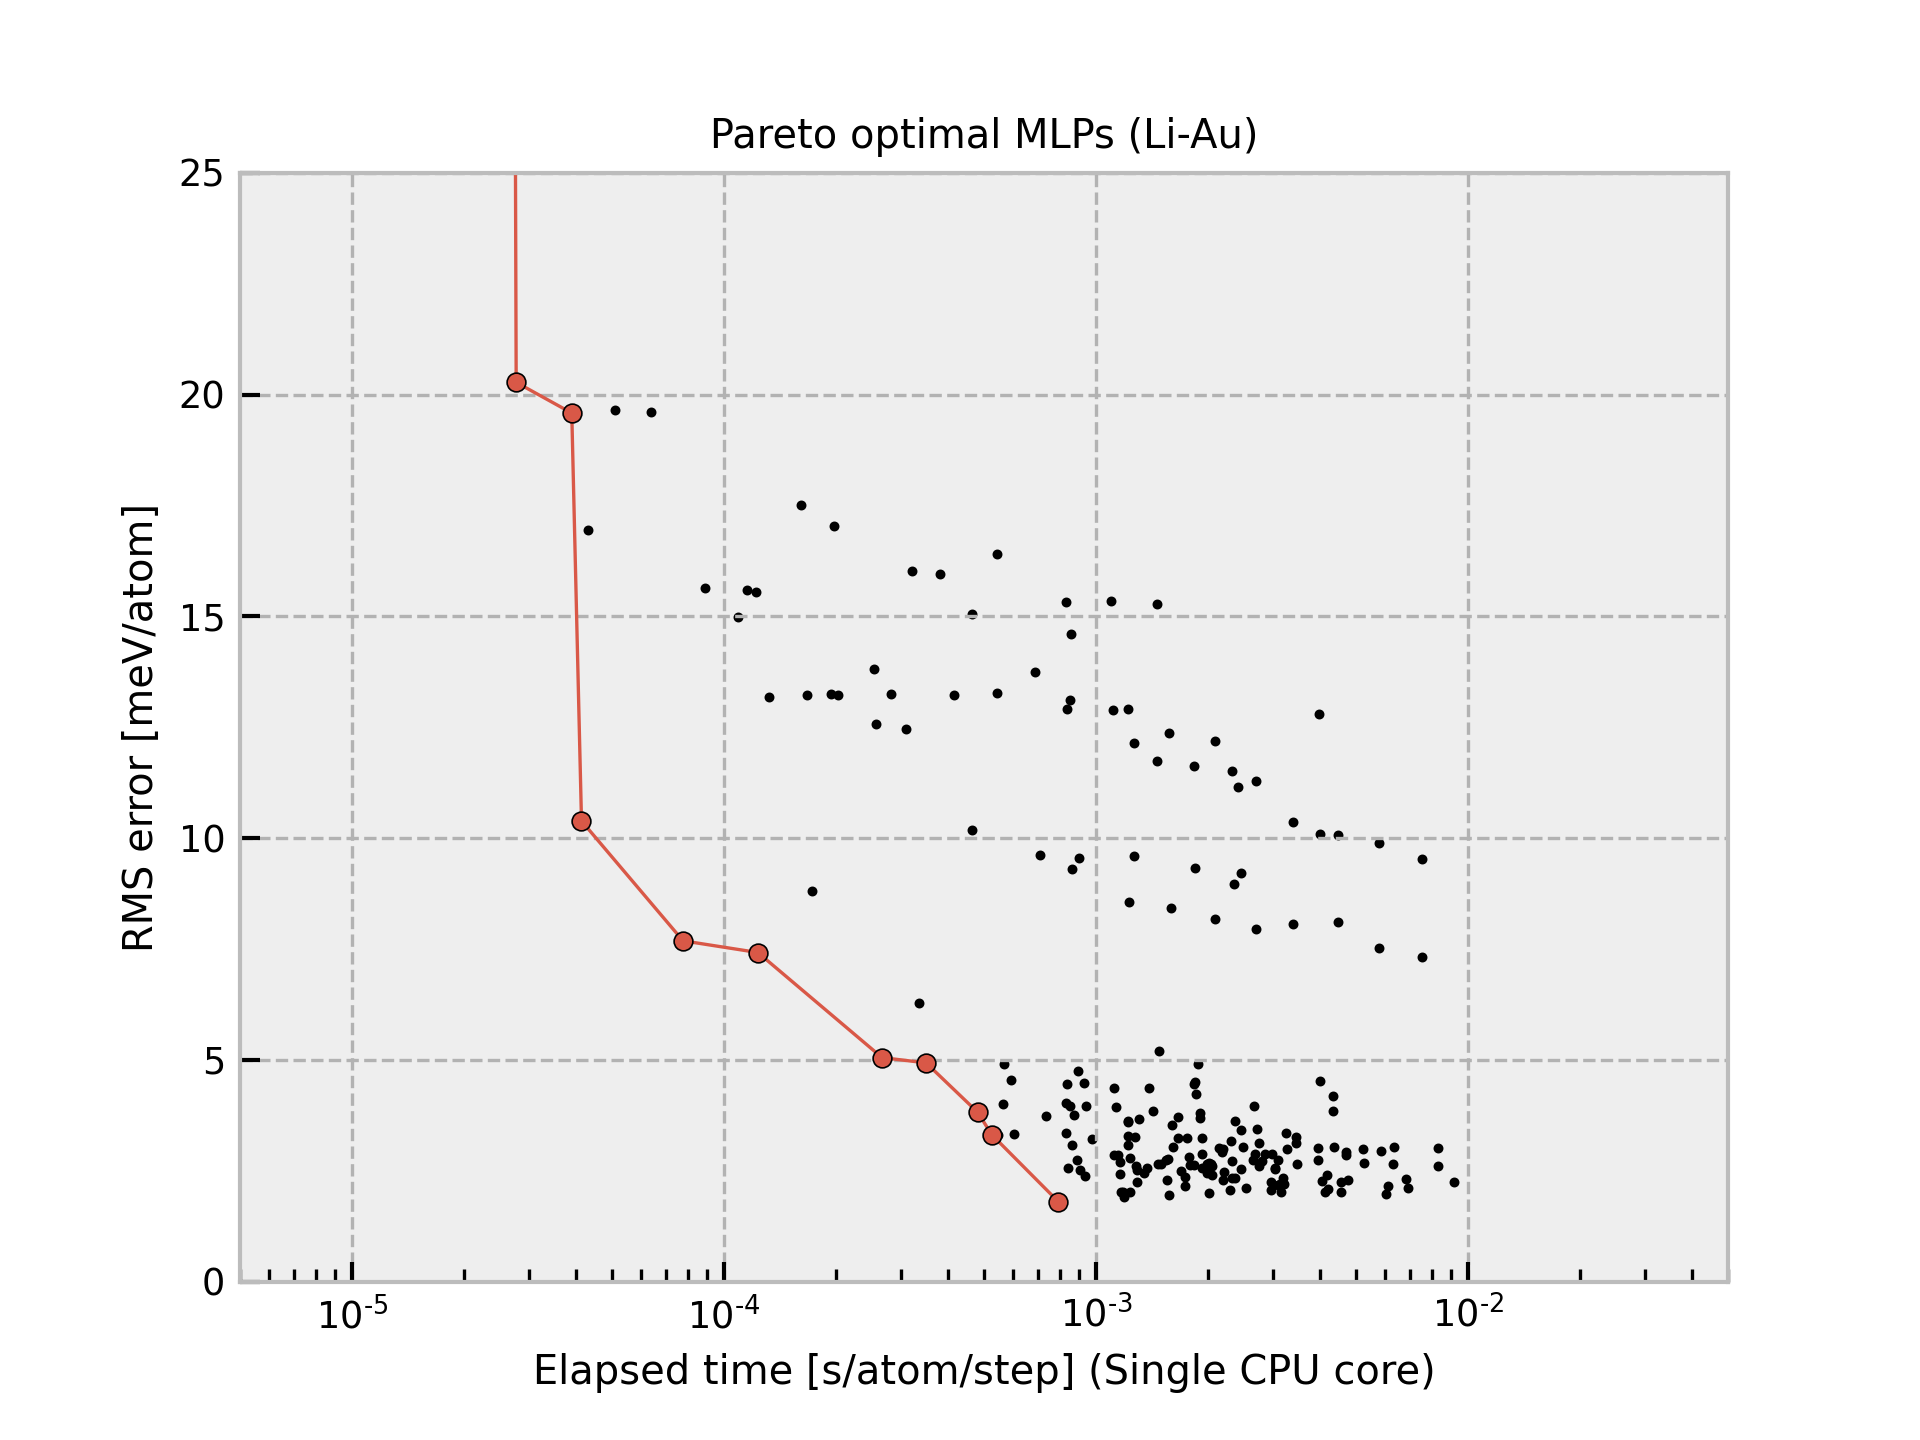 Pareto optimal MLPs (Li-Au)
25
20
15
10
5
0
RMS error [meV/atom]
10-5 10-4 10-3 10-2
Elapsed time [s/atom/step] (Single CPU core)